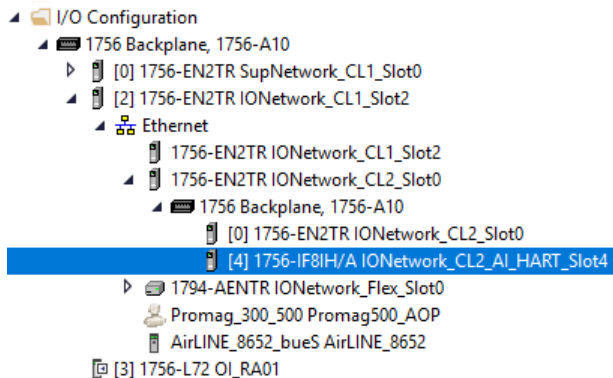 I/O Configuration
1756 Backplane, 1756-A10
[0] 1756-EN2TR SupNetwork_CL1_Slot0
[2] 1756-EN2TR IONetwork_CL1_Slot2
Ethernet
1756-EN2TR IONetwork_CL1_Slot2
1756-EN2TR IONetwork_CL2_Slot0
1756 Backplane, 1756-A10
[0] 1756-EN2TR IONetwork_CL2_Slot0
[4] 1756-IF8IH/A IONetwork_CL2_AI_HART_Slot4
1794-AENTR IONetwork_Flex_Slot0
Promag_300_500 Promag500_AOP
AirLINE_8652_bueS AirLINE_8652
[3] 1756-L72 OI_RA01